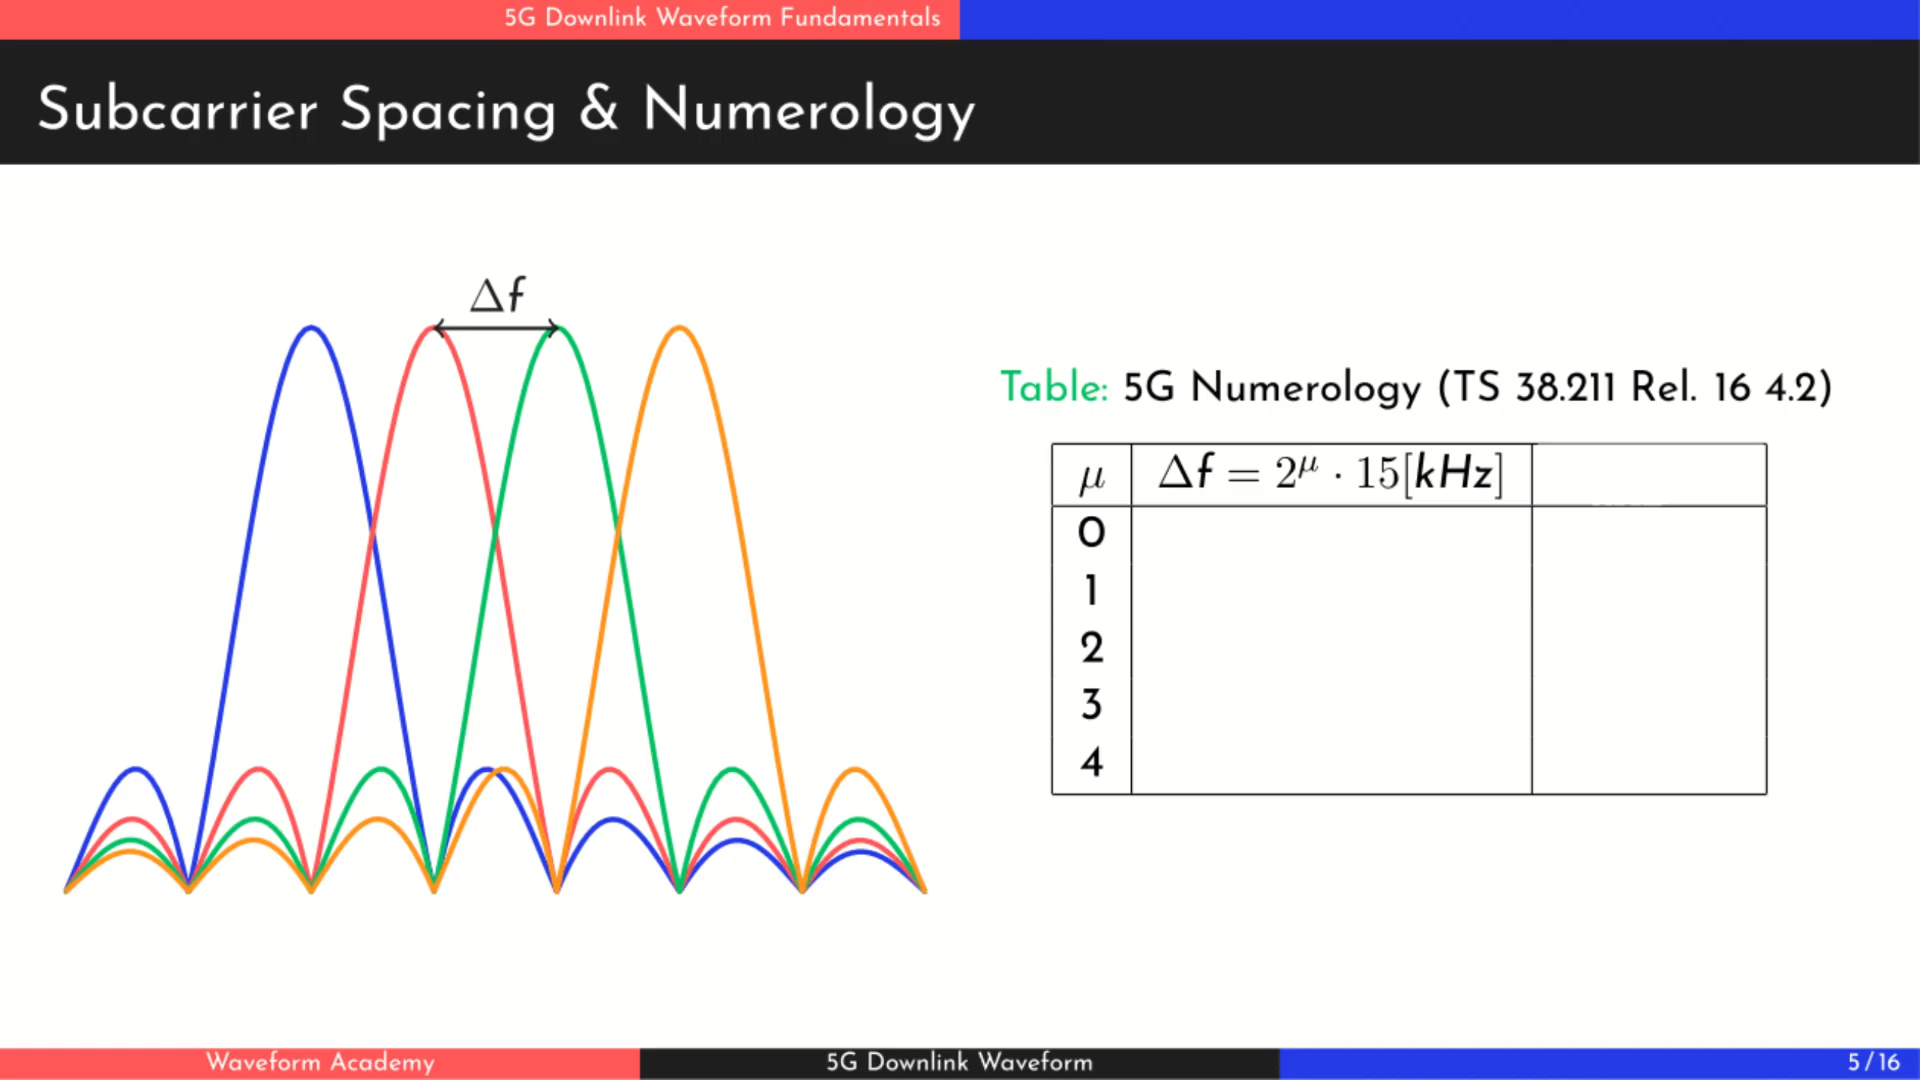 5G Downlink Waveform Fundamentals
Subcarrier Spacing & Numerology
Δf
Table: 5G Numerology (TS 38.211 Rel. 16 4.2)
μ Δf = 2^μ · 15[kHz]
0
1
2
3
4
Waveform Academy 5G Downlink Waveform 5 / 16